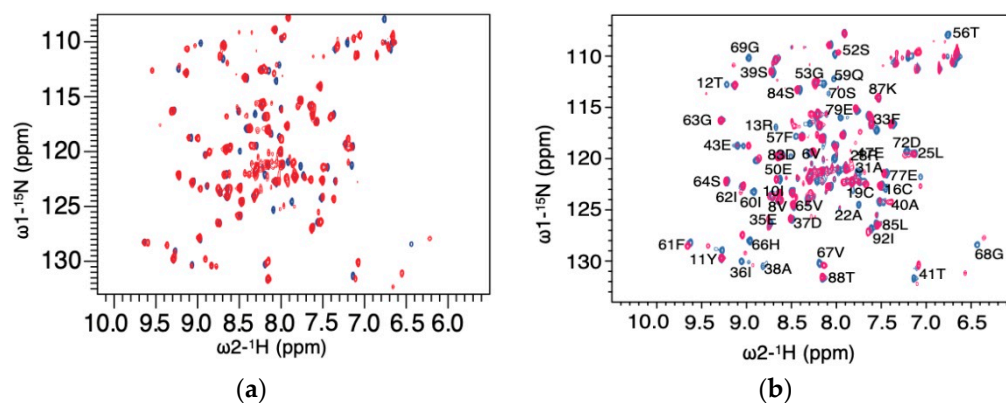 110
115
120
125
130
ω1-¹⁵N (ppm)
10.0 9.5 9.0 8.5 8.0 7.5 7.0 6.5 6.0
ω2-¹H (ppm)
(a)
110
115
120
125
130
ω1-¹⁵N (ppm)
56T
69G
52S
39S
53G
59Q
12T
84S
70S
87K
79E
63G
13R
33F
57F
43E
83D
6V
47E
72D
25L
31A
50E
77E
64S
10I
19C
16C
62I
60I
65V
40A
8V
22A
35E
37D
85L
92I
61F
66H
67V
68G
11Y
36I
38A
88T
41T
10.0 9.5 9.0 8.5 8.0 7.5 7.0 6.5
ω2-¹H (ppm)
(b)